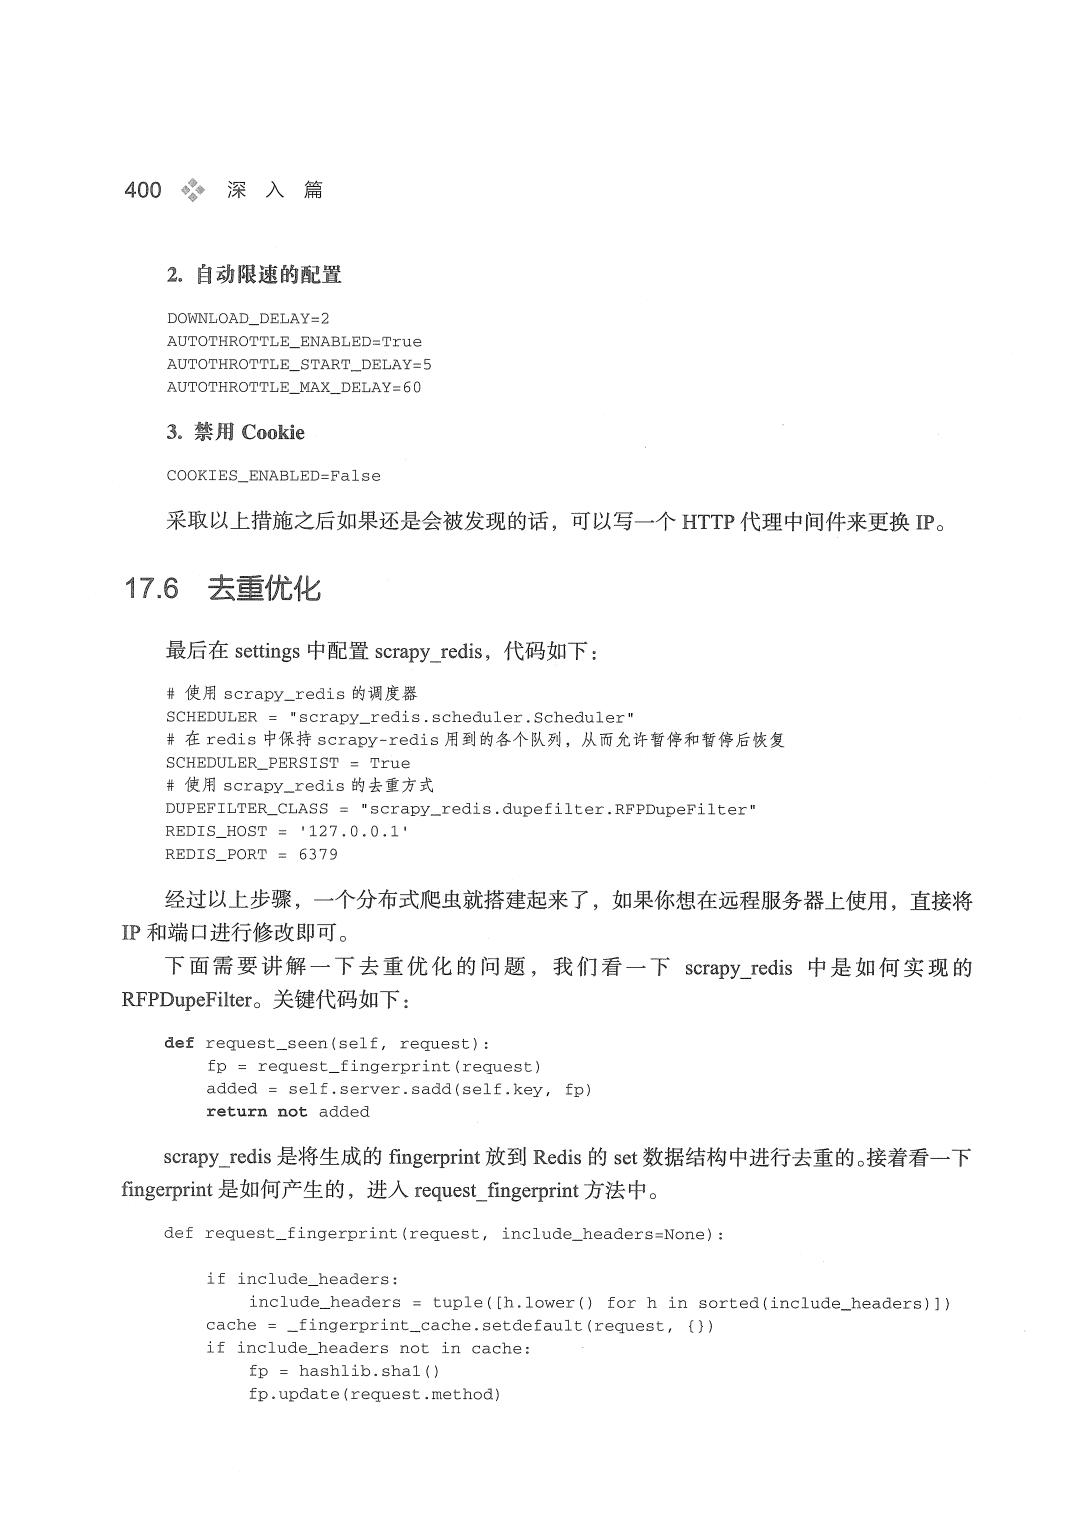 400 深 入 篇
2. 自动限速的配置
DOWNLOAD_DELAY=2
AUTOTHROTTLE_ENABLED=True
AUTOTHROTTLE_START_DELAY=5
AUTOTHROTTLE_MAX_DELAY=60
3. 禁用 Cookie
COOKIES_ENABLED=False
采取以上措施之后如果还是会被发现的话，可以写一个 HTTP 代理中间件来更换 IP。
17.6 去重优化
最后在 settings 中配置 scrapy_redis，代码如下：
# 使用 scrapy_redis 的调度器
SCHEDULER = "scrapy_redis.scheduler.Scheduler"
# 在 redis 中保持 scrapy-redis 用到的各个队列，从而允许暂停和暂停后恢复
SCHEDULER_PERSIST = True
# 使用 scrapy_redis 的去重方式
DUPEFILTER_CLASS = "scrapy_redis.dupefilter.RFPDupeFilter"
REDIS_HOST = '127.0.0.1'
REDIS_PORT = 6379
经过以上步骤，一个分布式爬虫就搭建起来了，如果你想在远程服务器上使用，直接将
IP 和端口进行修改即可。
下面需要讲解一下去重优化的问题，我们看一下 scrapy_redis 中是如何实现的
RFPDupeFilter。关键代码如下：
def request_seen(self, request):
fp = request_fingerprint(request)
added = self.server.sadd(self.key, fp)
return not added
scrapy_redis 是将生成的 fingerprint 放到 Redis 的 set 数据结构中进行去重的。接着看一下
fingerprint 是如何产生的，进入 request_fingerprint 方法中。
def request_fingerprint(request, include_headers=None):
if include_headers:
include_headers = tuple([h.lower() for h in sorted(include_headers)])
cache = _fingerprint_cache.setdefault(request, {})
if include_headers not in cache:
fp = hashlib.sha1()
fp.update(request.method)